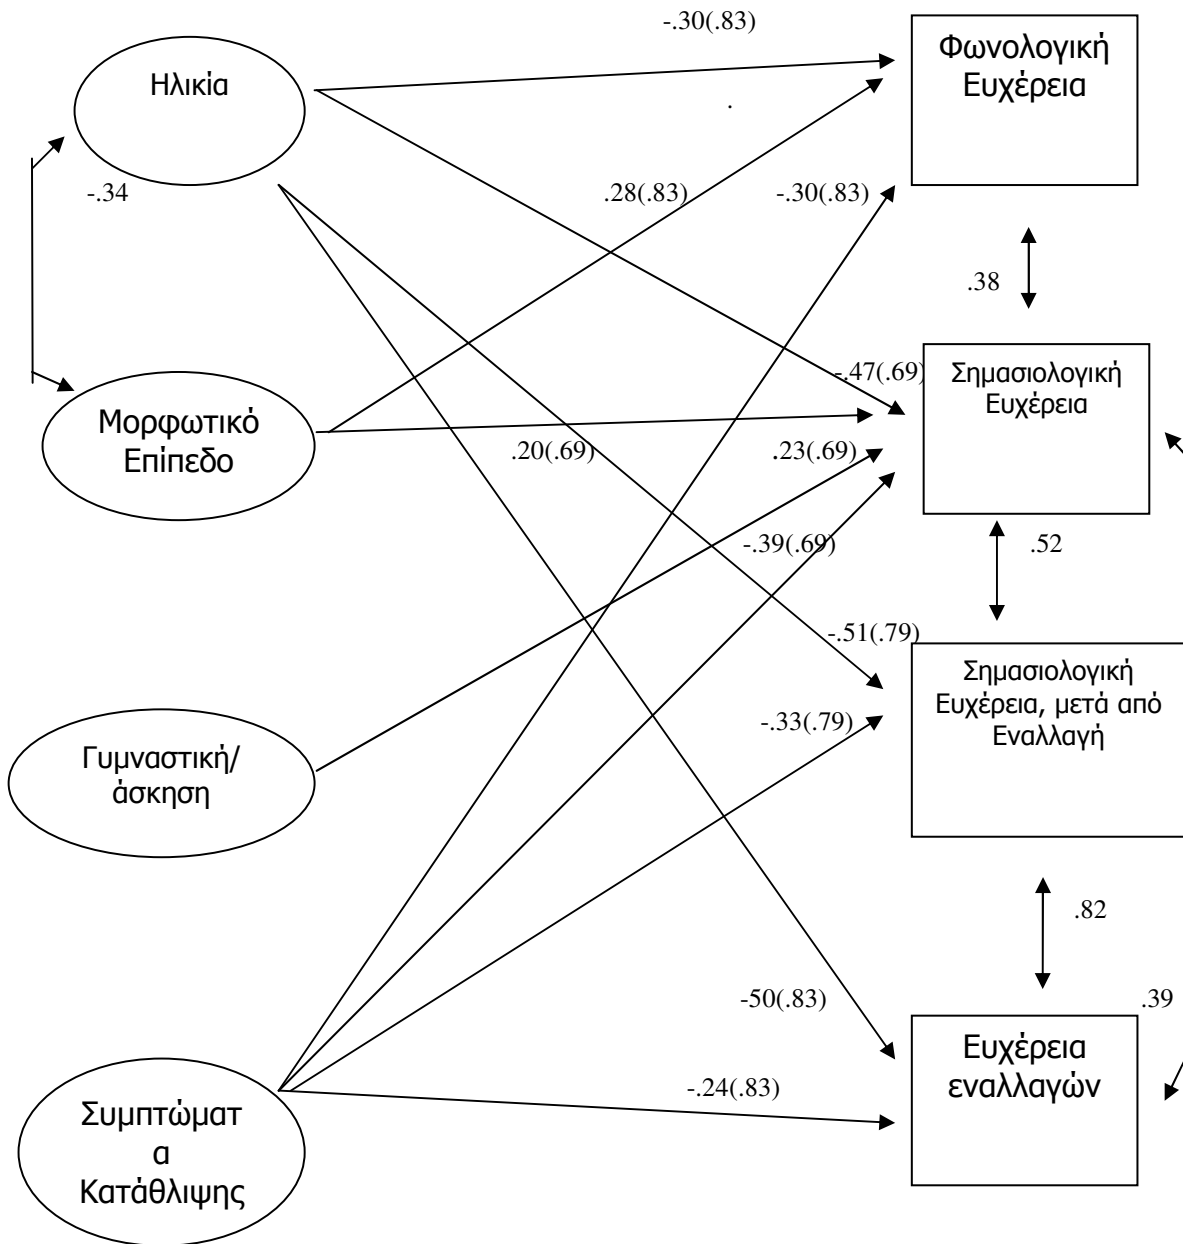 -.30(.83)
Φωνολογική
Ευχέρεια
Ηλικία
.
-.34
.28(.83)
-.30(.83)
.38
-.47(.69)
Σημασιολογική
Ευχέρεια
Μορφωτικό
Επίπεδο
.20(.69)
.23(.69)
-.39(.69)
.52
-.51(.79)
Σημασιολογική
Ευχέρεια, μετά από
Εναλλαγή
-.33(.79)
Γυμναστική/
άσκηση
.82
-50(.83)
.39
Ευχέρεια
εναλλαγών
-.24(.83)
Συμπτώματ
α
Κατάθλιψης